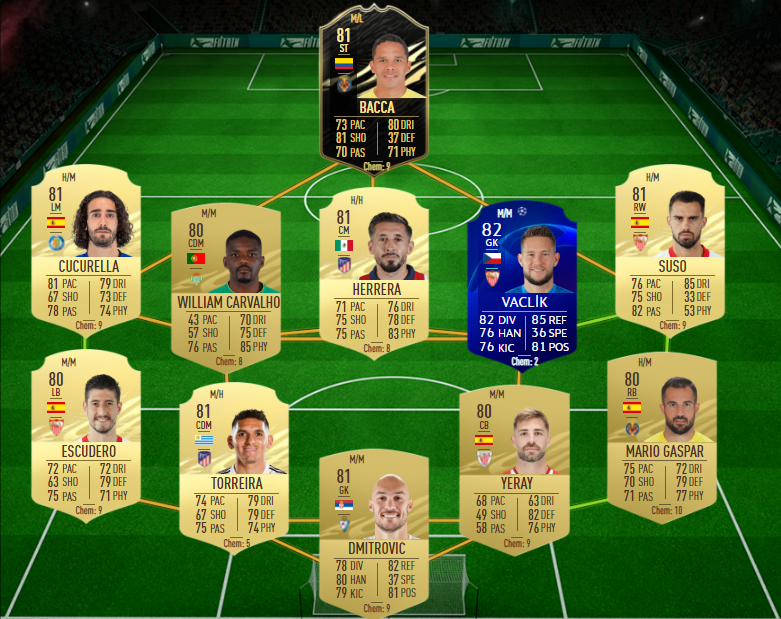 M/L
81
ST
BACCA
73 PAC 80 DRI
81 SHO 37 DEF
70 PAS 71 PHY
Chem: 9
H/M
81
LM
CUCURELLA
81 PAC 79 DRI
67 SHO 73 DEF
78 PAS 74 PHY
Chem: 9
M/M
80
CDM
WILLIAM CARVALHO
43 PAC 70 DRI
57 SHO 75 DEF
76 PAS 85 PHY
Chem: 8
H/H
81
CM
HERRERA
71 PAC 76 DRI
75 SHO 78 DEF
75 PAS 83 PHY
Chem: 8
M/M
82
GK
VACLÍK
82 DIV 85 REF
76 HAN 36 SPE
76 KIC 81 POS
Chem: 2
H/M
81
RW
SUSO
76 PAC 85 DRI
75 SHO 33 DEF
82 PAS 53 PHY
Chem: 9
M/M
80
LB
ESCUDERO
72 PAC 72 DRI
63 SHO 79 DEF
75 PAS 71 PHY
Chem: 9
M/H
81
CDM
TORREIRA
74 PAC 79 DRI
67 SHO 79 DEF
75 PAS 74 PHY
Chem: 5
M/M
81
GK
DMITROVIC
78 DIV 82 REF
80 HAN 37 SPE
79 KIC 81 POS
Chem: 9
M/M
80
CB
YERAY
68 PAC 63 DRI
49 SHO 82 DEF
58 PAS 76 PHY
Chem: 9
H/M
80
RB
MARIO GASPAR
75 PAC 72 DRI
70 SHO 79 DEF
71 PAS 77 PHY
Chem: 10